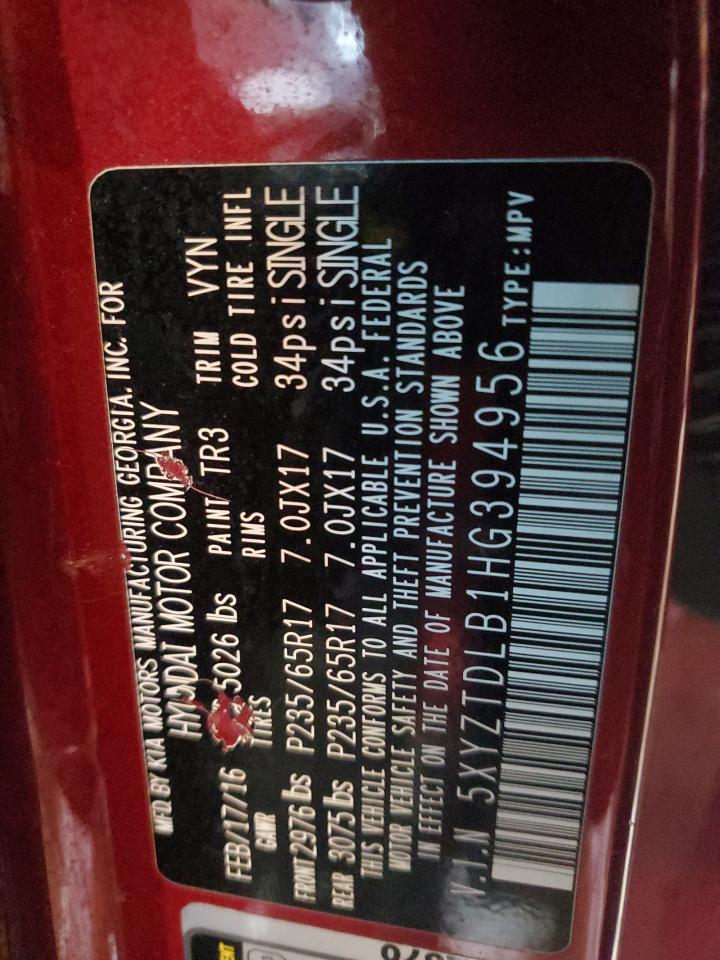 MFD. BY KIA MOTORS MANUFACTURING GEORGIA, INC. FOR
HYUNDAI MOTOR COMPANY
FEB/17/16 5026 lbs PAINT TR3 TRIM VYN
GAWR TIRES RIMS COLD TIRE INFL
FRONT 2976 lbs P235/65R17 7.0JX17 34psi SINGLE
REAR 3075 lbs P235/65R17 7.0JX17 34psi SINGLE
THIS VEHICLE CONFORMS TO ALL APPLICABLE U.S.A. FEDERAL
MOTOR VEHICLE SAFETY AND THEFT PREVENTION STANDARDS
IN EFFECT ON THE DATE OF MANUFACTURE SHOWN ABOVE
V.I.N 5XYZTDLB1HG394956 TYPE:MPV